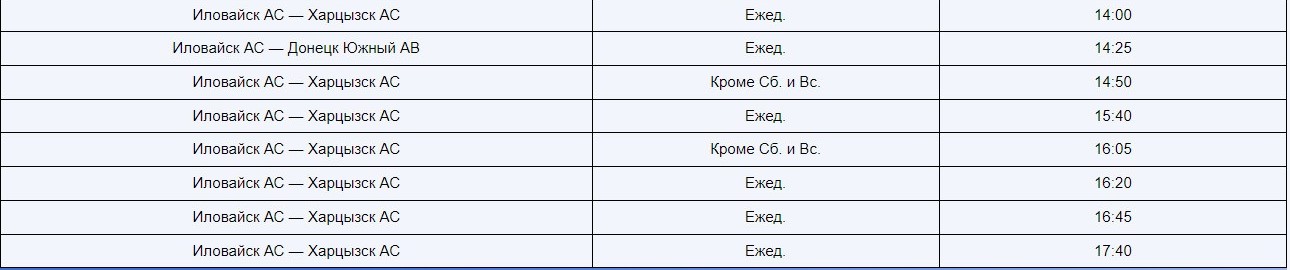 Иловайск АС — Харцызск АС Ежед. 14:00
Иловайск АС — Донецк Южный АВ Ежед. 14:25
Иловайск АС — Харцызск АС Кроме Сб. и Вс. 14:50
Иловайск АС — Харцызск АС Ежед. 15:40
Иловайск АС — Харцызск АС Кроме Сб. и Вс. 16:05
Иловайск АС — Харцызск АС Ежед. 16:20
Иловайск АС — Харцызск АС Ежед. 16:45
Иловайск АС — Харцызск АС Ежед. 17:40